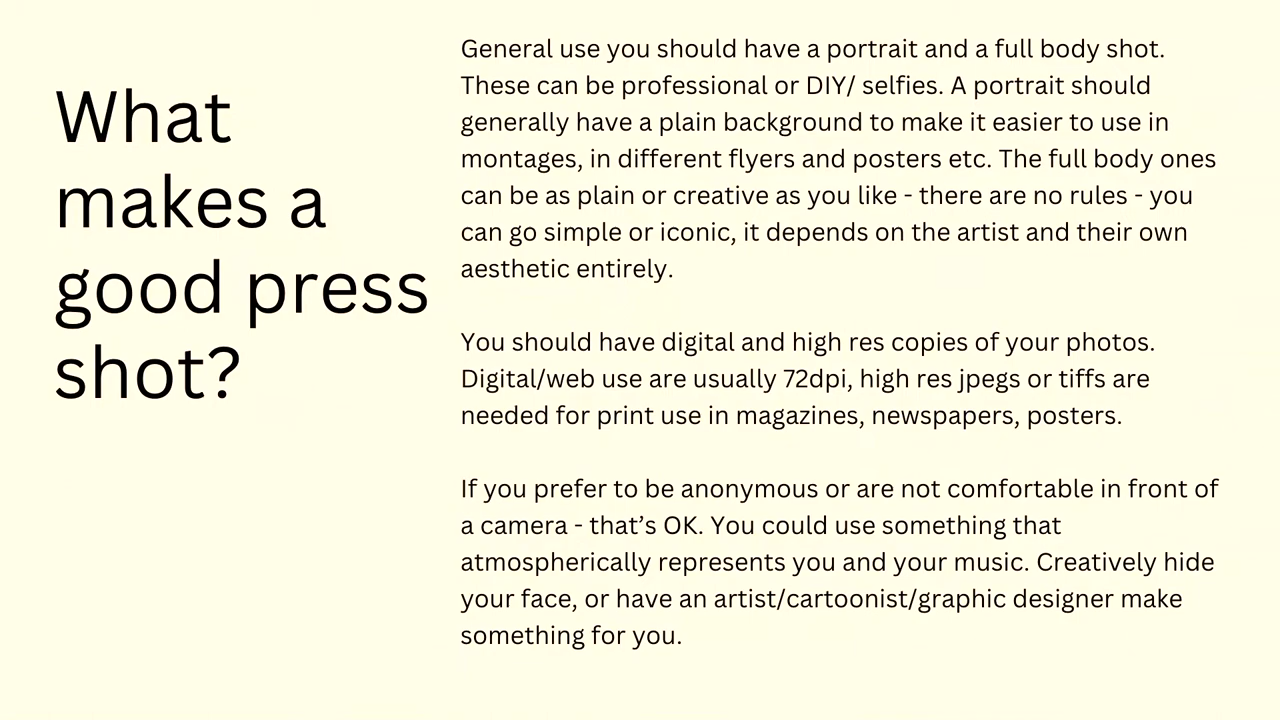 What
makes a
good press
shot?
General use you should have a portrait and a full body shot.
These can be professional or DIY/ selfies. A portrait should
generally have a plain background to make it easier to use in
montages, in different flyers and posters etc. The full body ones
can be as plain or creative as you like - there are no rules - you
can go simple or iconic, it depends on the artist and their own
aesthetic entirely.
You should have digital and high res copies of your photos.
Digital/web use are usually 72dpi, high res jpegs or tiffs are
needed for print use in magazines, newspapers, posters.
If you prefer to be anonymous or are not comfortable in front of
a camera - that’s OK. You could use something that
atmospherically represents you and your music. Creatively hide
your face, or have an artist/cartoonist/graphic designer make
something for you.